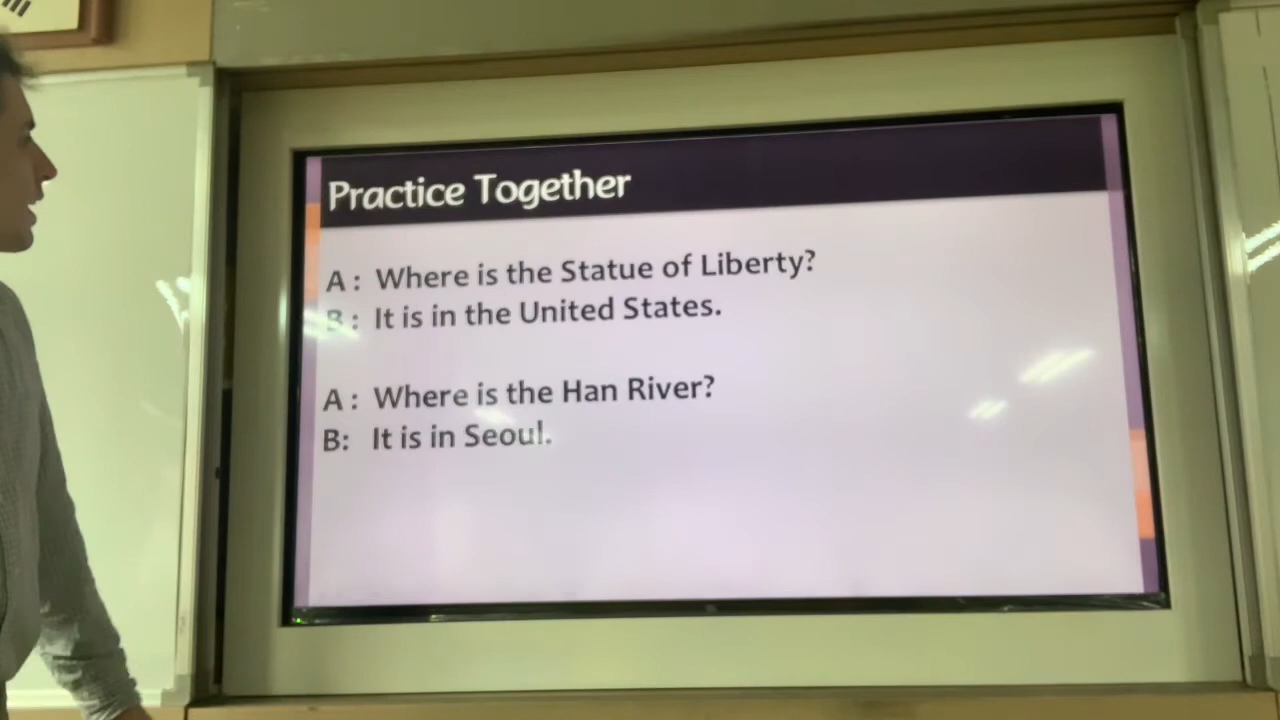 Practice Together
A : Where is the Statue of Liberty?
B : It is in the United States.
A : Where is the Han River?
B: It is in Seoul.